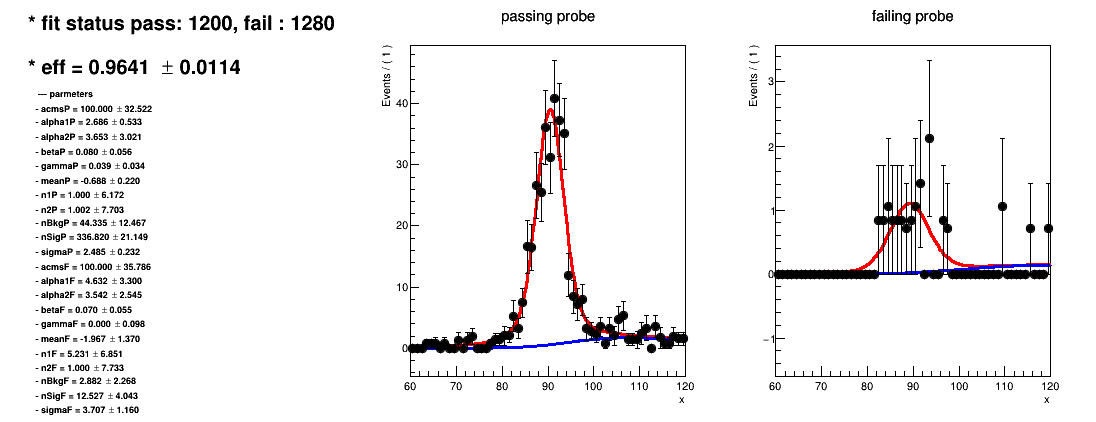 * fit status pass: 1200, fail : 1280
* eff = 0.9641 ± 0.0114
--- parmeters
- acmsP = 100.000 ± 32.522
- alpha1P = 2.686 ± 0.533
- alpha2P = 3.653 ± 3.021
- betaP = 0.080 ± 0.056
- gammaP = 0.039 ± 0.034
- meanP = -0.688 ± 0.220
- n1P = 1.000 ± 6.172
- n2P = 1.002 ± 7.703
- nBkgP = 44.335 ± 12.467
- nSigP = 336.820 ± 21.149
- sigmaP = 2.485 ± 0.232
- acmsF = 100.000 ± 35.786
- alpha1F = 4.632 ± 3.300
- alpha2F = 3.542 ± 2.545
- betaF = 0.070 ± 0.055
- gammaF = 0.000 ± 0.098
- meanF = -1.967 ± 1.370
- n1F = 5.231 ± 6.851
- n2F = 1.000 ± 7.733
- nBkgF = 2.882 ± 2.268
- nSigF = 12.527 ± 4.043
- sigmaF = 3.707 ± 1.160
passing probe
Events / ( 1 )
40
30
20
10
0
60 70 80 90 100 110 120
x
failing probe
Events / ( 1 )
3
2
1
0
−1
60 70 80 90 100 110 120
x